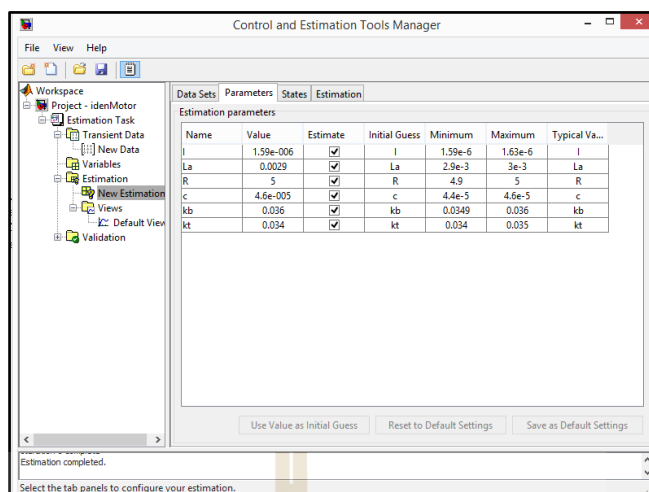 Control and Estimation Tools Manager
File View Help
Workspace
Project - idenMotor
Estimation Task
Transient Data
New Data
Variables
Estimation
New Estimation
Views
Default View
Validation
Data Sets Parameters States Estimation
Estimation parameters
Name Value Estimate Initial Guess Minimum Maximum Typical Va...
I 1.59e-006 I 1.59e-6 1.63e-6 I
La 0.0029 La 2.9e-3 3e-3 La
R 5 R 4.9 5 R
c 4.6e-005 c 4.4e-5 4.6e-5 c
kb 0.036 kb 0.0349 0.036 kb
kt 0.034 kt 0.034 0.035 kt
Use Value as Initial Guess Reset to Default Settings Save as Default Settings
Estimation completed.
Select the tab panels to configure your estimation.